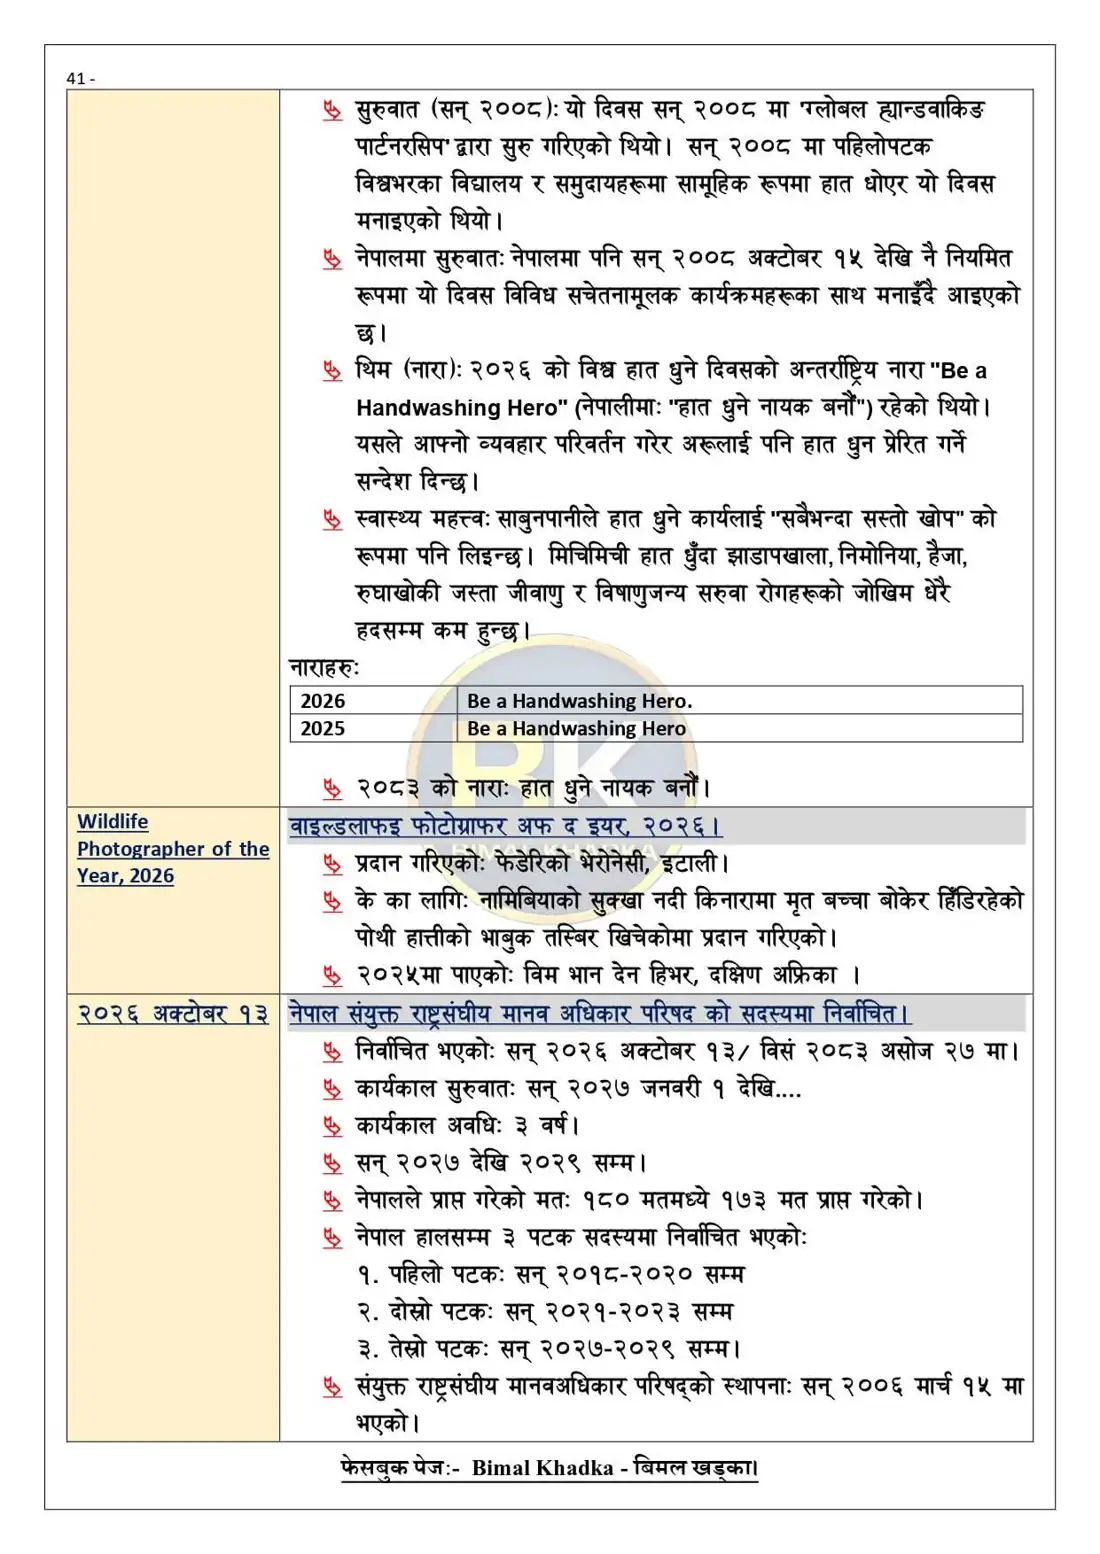 41 -
सुरुवात (सन् २००८): यो दिवस सन् २००८ मा 'ग्लोबल ह्यान्डवाकिङ
पार्टनरसिप' द्वारा सुरु गरिएको थियो। सन् २००८ मा पहिलोपटक
विश्वभरका विद्यालय र समुदायहरूमा सामूहिक रूपमा हात धोएर यो दिवस
मनाइएको थियो।
नेपालमा सुरुवातः नेपालमा पनि सन् २००८ अक्टोबर १५ देखि नै नियमित
रूपमा यो दिवस विविध सचेतनामूलक कार्यक्रमहरूका साथ मनाइँदै आइएको
छ।
थिम (नारा): २०२६ को विश्व हात धुने दिवसको अन्तर्राष्ट्रिय नारा "Be a
Handwashing Hero" (नेपालीमाः "हात धुने नायक बनौं") रहेको थियो।
यसले आफ्नो व्यवहार परिवर्तन गरेर अरूलाई पनि हात धुन प्रेरित गर्ने
सन्देश दिन्छ।
स्वास्थ्य महत्त्वः साबुनपानीले हात धुने कार्यलाई "सबैभन्दा सस्तो खोप" को
रूपमा पनि लिइन्छ। मिचिमिची हात धुँदा झाडापखाला, निमोनिया, हैजा,
रुघाखोकी जस्ता जीवाणु र विषाणुजन्य सरुवा रोगहरूको जोखिम धेरै
हदसम्म कम हुन्छ।
नाराहरुः
2026 Be a Handwashing Hero.
2025 Be a Handwashing Hero
२०८३ को नाराः हात धुने नायक बनौं।
Wildlife
Photographer of the
Year, 2026
वाइल्डलाफइ फोटोग्राफर अफ द इयर, २०२६।
प्रदान गरिएकोः फेडेरिको भेरोनेसी, इटाली।
के का लागिः नामिबियाको सुक्खा नदी किनारामा मृत बच्चा बोकेर हिँडिरहेको
पोथी हात्तीको भाबुक तस्बिर खिचेकोमा प्रदान गरिएको।
२०२५मा पाएकोः विम भान देन हिभर, दक्षिण अफ्रिका ।
२०२६ अक्टोबर १३
नेपाल संयुक्त राष्ट्रसंघीय मानव अधिकार परिषद को सदस्यमा निर्वाचित।
निर्वाचित भएकोः सन् २०२६ अक्टोबर १३/ विसं २०८३ असोज २७ मा।
कार्यकाल सुरुवातः सन् २०२७ जनवरी १ देखि....
कार्यकाल अवधिः ३ वर्ष।
सन् २०२७ देखि २०२९ सम्म।
नेपालले प्राप्त गरेको मतः १८० मतमध्ये १७३ मत प्राप्त गरेको।
नेपाल हालसम्म ३ पटक सदस्यमा निर्वाचित भएकोः
१. पहिलो पटकः सन् २०१८-२०२० सम्म
२. दोस्रो पटकः सन् २०२१-२०२३ सम्म
३. तेस्रो पटकः सन् २०२७-२०२९ सम्म।
संयुक्त राष्ट्रसंघीय मानवअधिकार परिषद्को स्थापनाः सन् २००६ मार्च १५ मा
भएको।
फेसबुक पेज:- Bimal Khadka - बिमल खड्का।
BK
BIMAL KHADKA